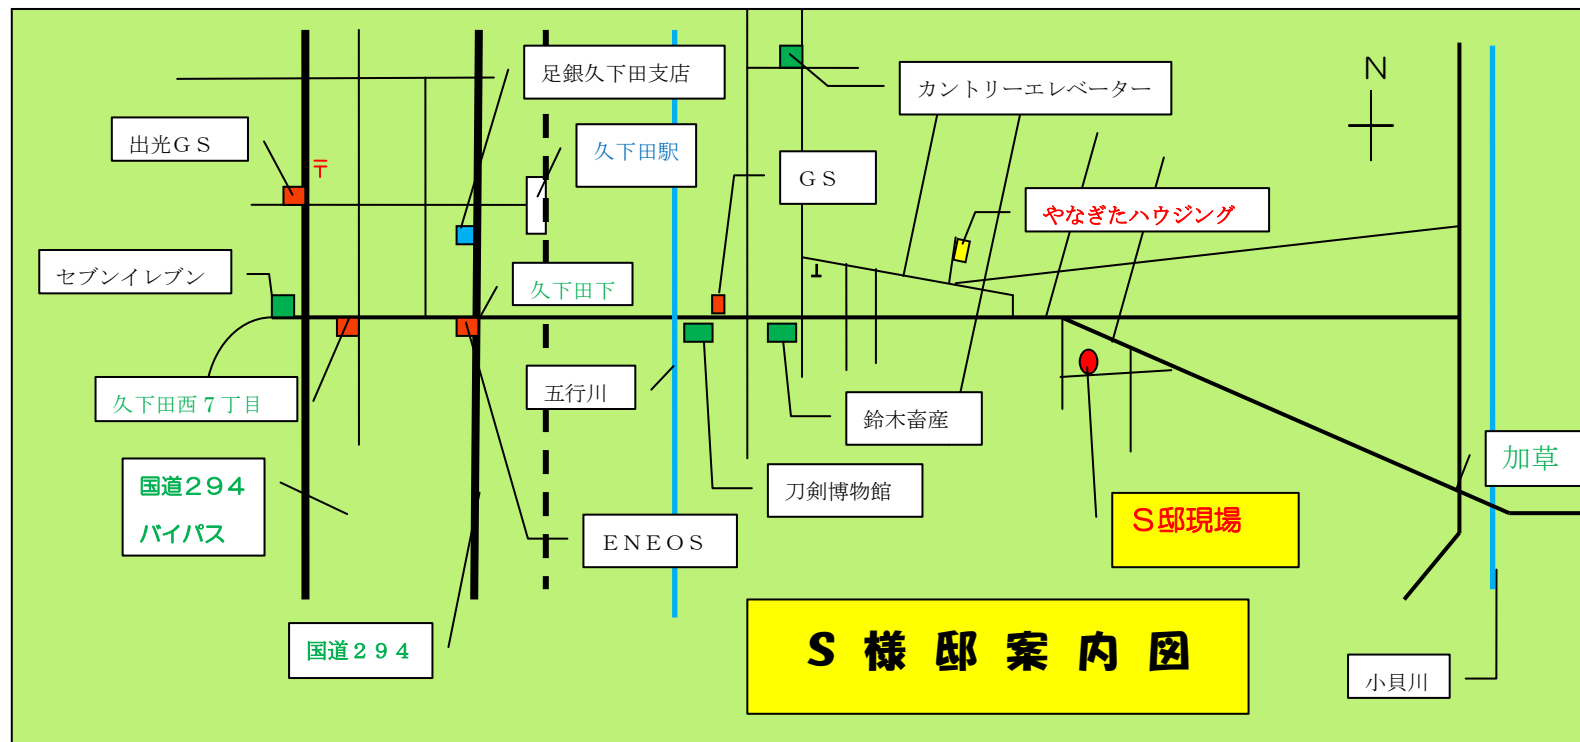 足銀久下田支店
カントリーエレベーター
N
出光GS
〒
久下田駅
GS
やなぎたハウジング
セブンイレブン
久下田下
久下田西7丁目
五行川
鈴木畜産
国道294
バイパス
刀剣博物館
加草
ENEOS
S邸現場
国道294
S様邸案内図
小貝川